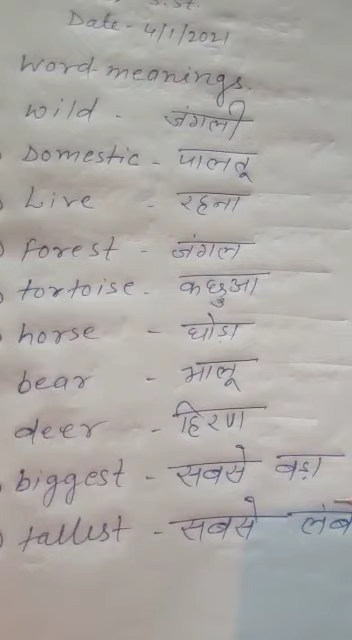 Date - 4/1/2021
Word-meanings.
wild - जंगली
Domestic - पालतू
Live - रहना
forest - जंगल
tortoise - कछुआ
horse - घोड़ा
bear - भालू
deer - हिरण
biggest - सबसे बड़ा
tallest - सबसे